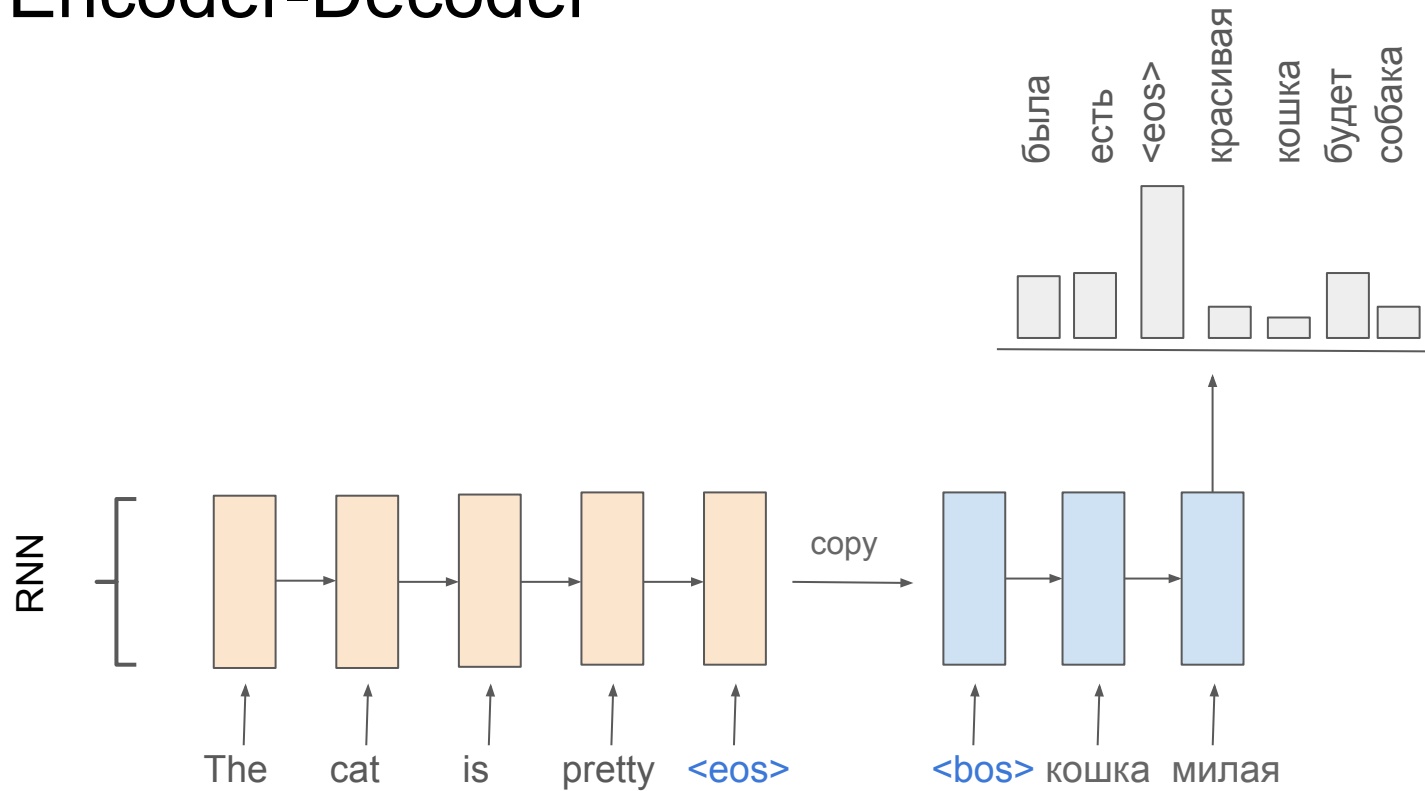 Encoder-Decoder
была
есть
<eos>
красивая
кошка
будет
собака
RNN
copy
The cat is pretty <eos> <bos> кошка милая